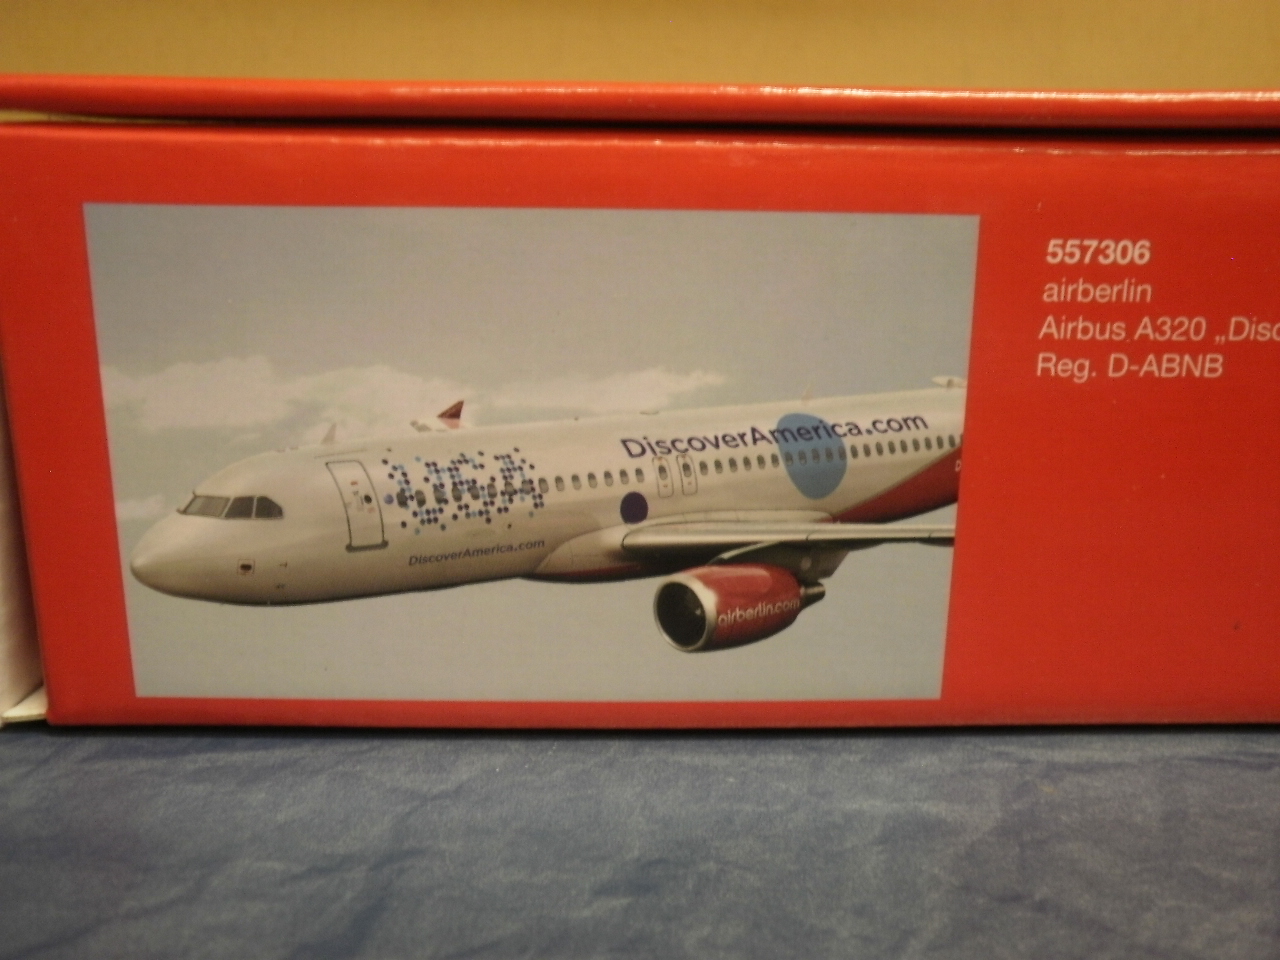 557306
airberlin
Airbus A320 „Disc
Reg. D-ABNB
DiscoverAmerica.com
USA
DiscoverAmerica.com
airberlin.com